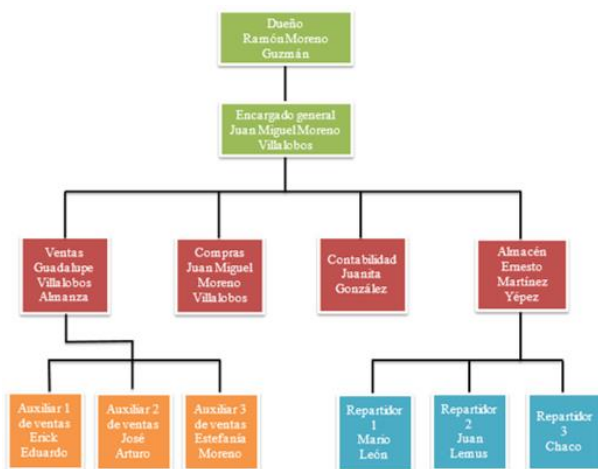 Dueño
Ramón Moreno
Guzmán
Encargado general
Juan Miguel Moreno
Villalobos
Ventas
Guadalupe
Villalobos
Almanza
Compras
Juan Miguel
Moreno
Villalobos
Contabilidad
Juanita
González
Almacén
Ernesto
Martínez
Yépez
Auxiliar 1
de ventas
Erick
Eduardo
Auxiliar 2
de ventas
José
Arturo
Auxiliar 3
de ventas
Estefanía
Moreno
Repartidor
1
Mario
León
Repartidor
2
Juan
Lemus
Repartidor
3
Chaco